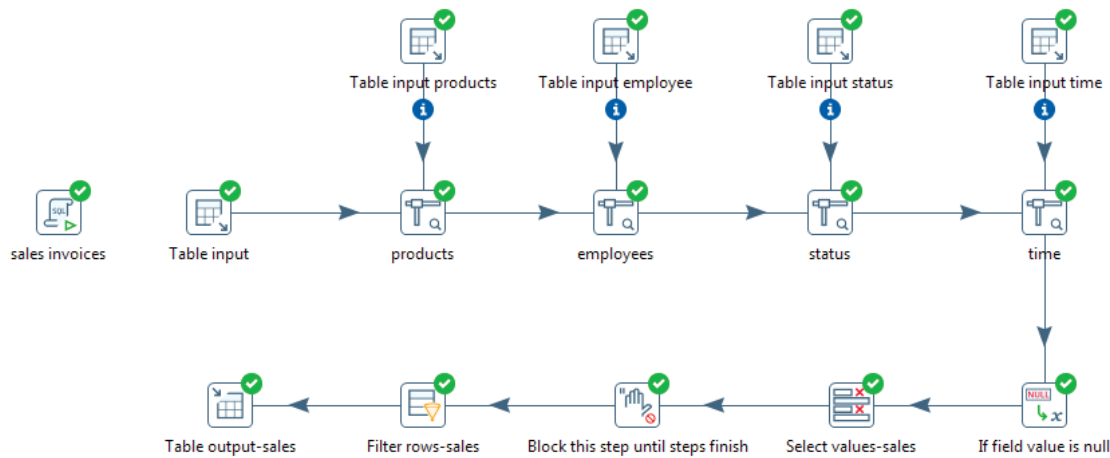 Table input products
Table input employee
Table input status
Table input time
i
i
i
i
SQL
sales invoices
Table input
products
employees
status
time
NULL
x
Table output-sales
Filter rows-sales
Block this step until steps finish
Select values-sales
If field value is null